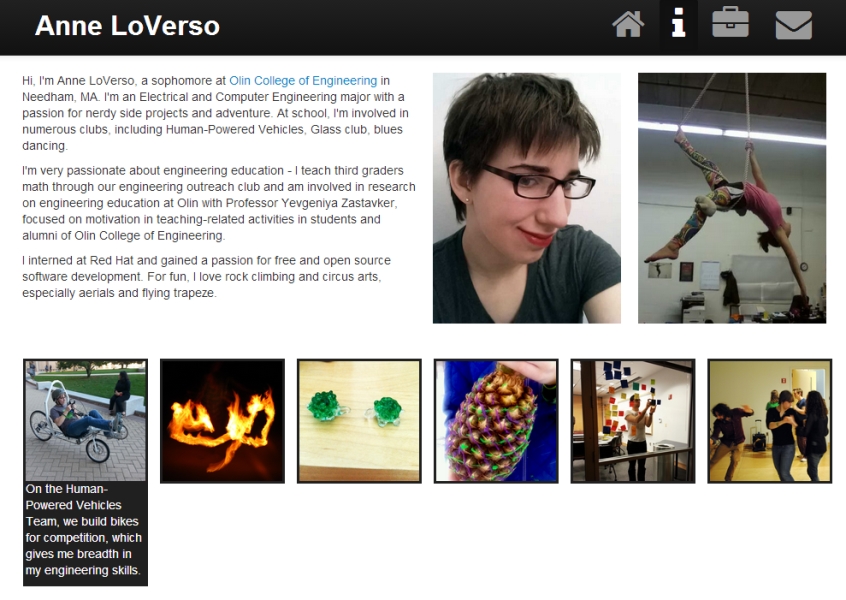 Anne LoVerso
Hi, I'm Anne LoVerso, a sophomore at Olin College of Engineering in
Needham, MA. I'm an Electrical and Computer Engineering major with a
passion for nerdy side projects and adventure. At school, I'm involved in
numerous clubs, including Human-Powered Vehicles, Glass club, blues
dancing.
I'm very passionate about engineering education - I teach third graders
math through our engineering outreach club and am involved in research
on engineering education at Olin with Professor Yevgeniya Zastavker,
focused on motivation in teaching-related activities in students and
alumni of Olin College of Engineering.
I interned at Red Hat and gained a passion for free and open source
software development. For fun, I love rock climbing and circus arts,
especially aerials and flying trapeze.
On the Human-
Powered Vehicles
Team, we build bikes
for competition, which
gives me breadth in
my engineering skills.